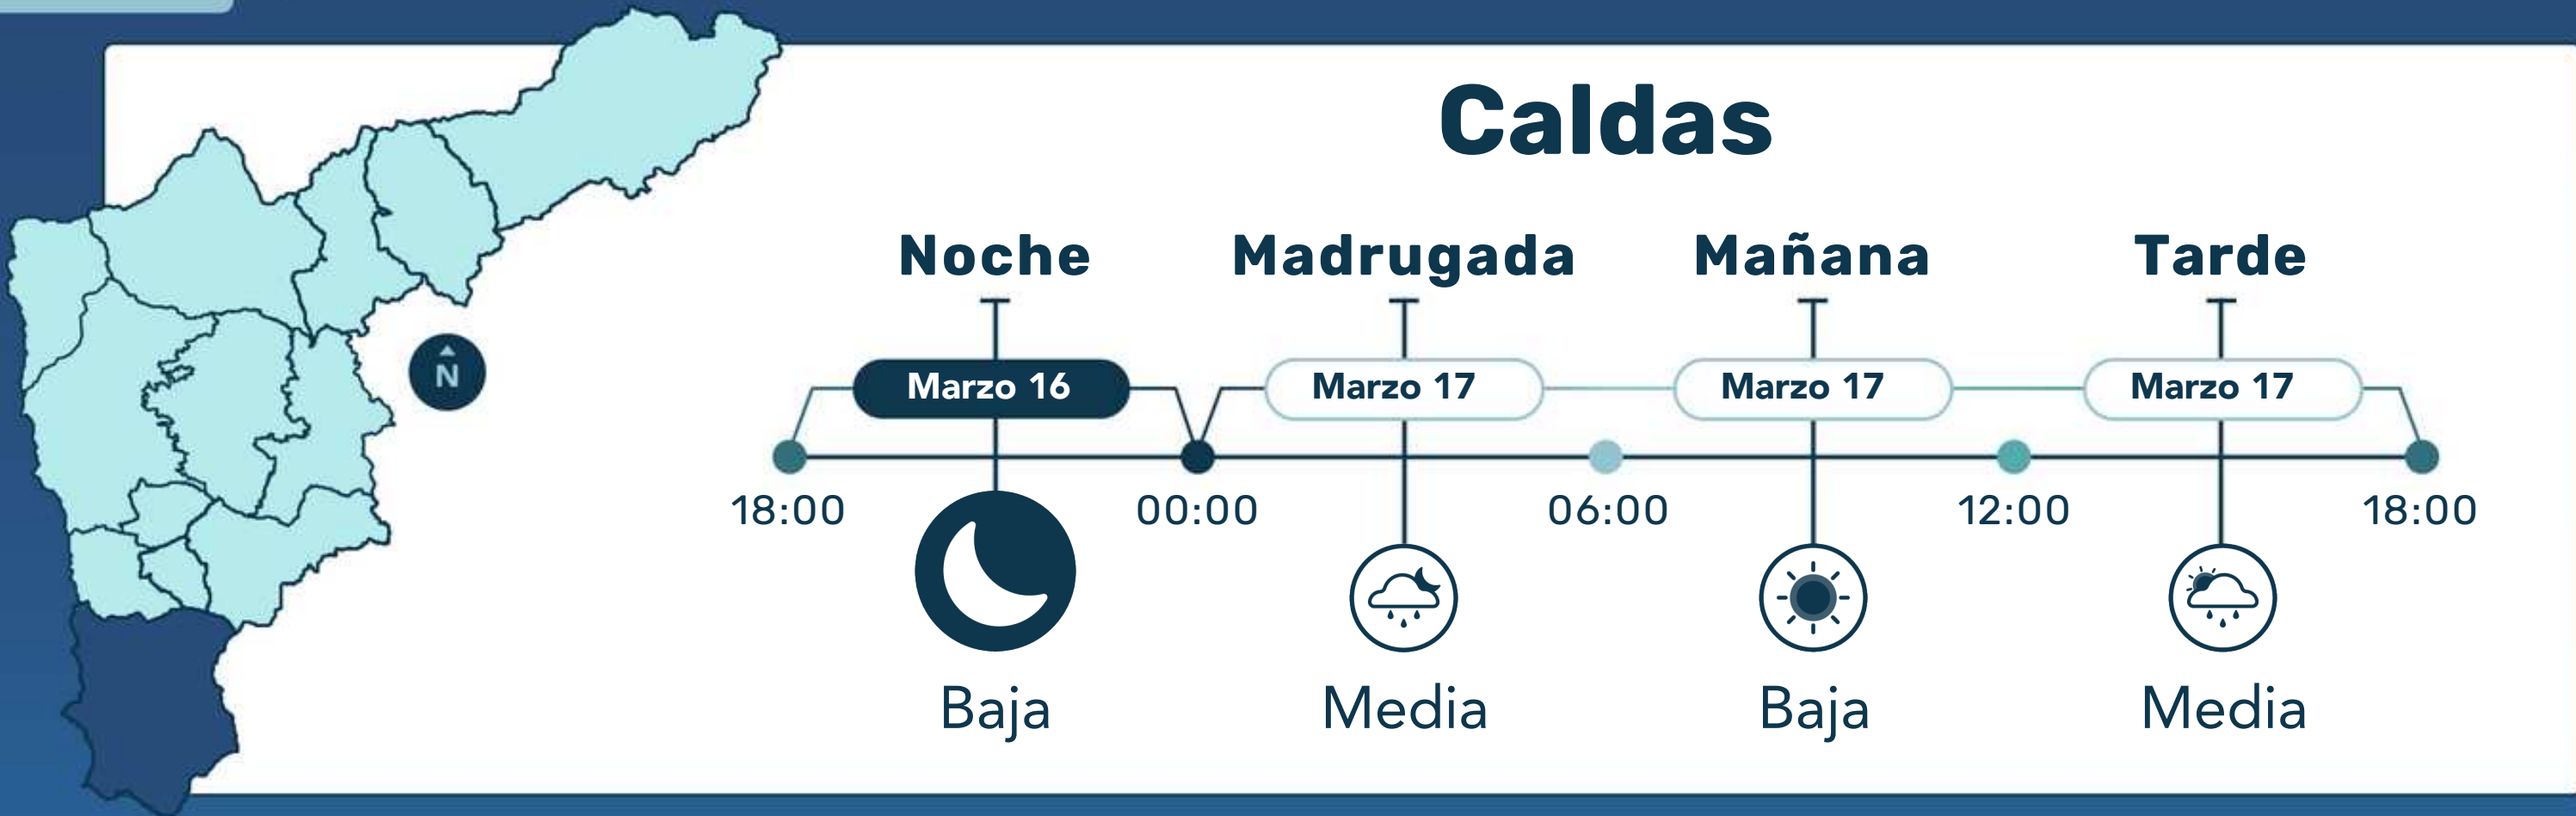 Caldas
Noche Madrugada Mañana Tarde
Marzo 16 Marzo 17 Marzo 17 Marzo 17
N
18:00 00:00 06:00 12:00 18:00
Baja Media Baja Media